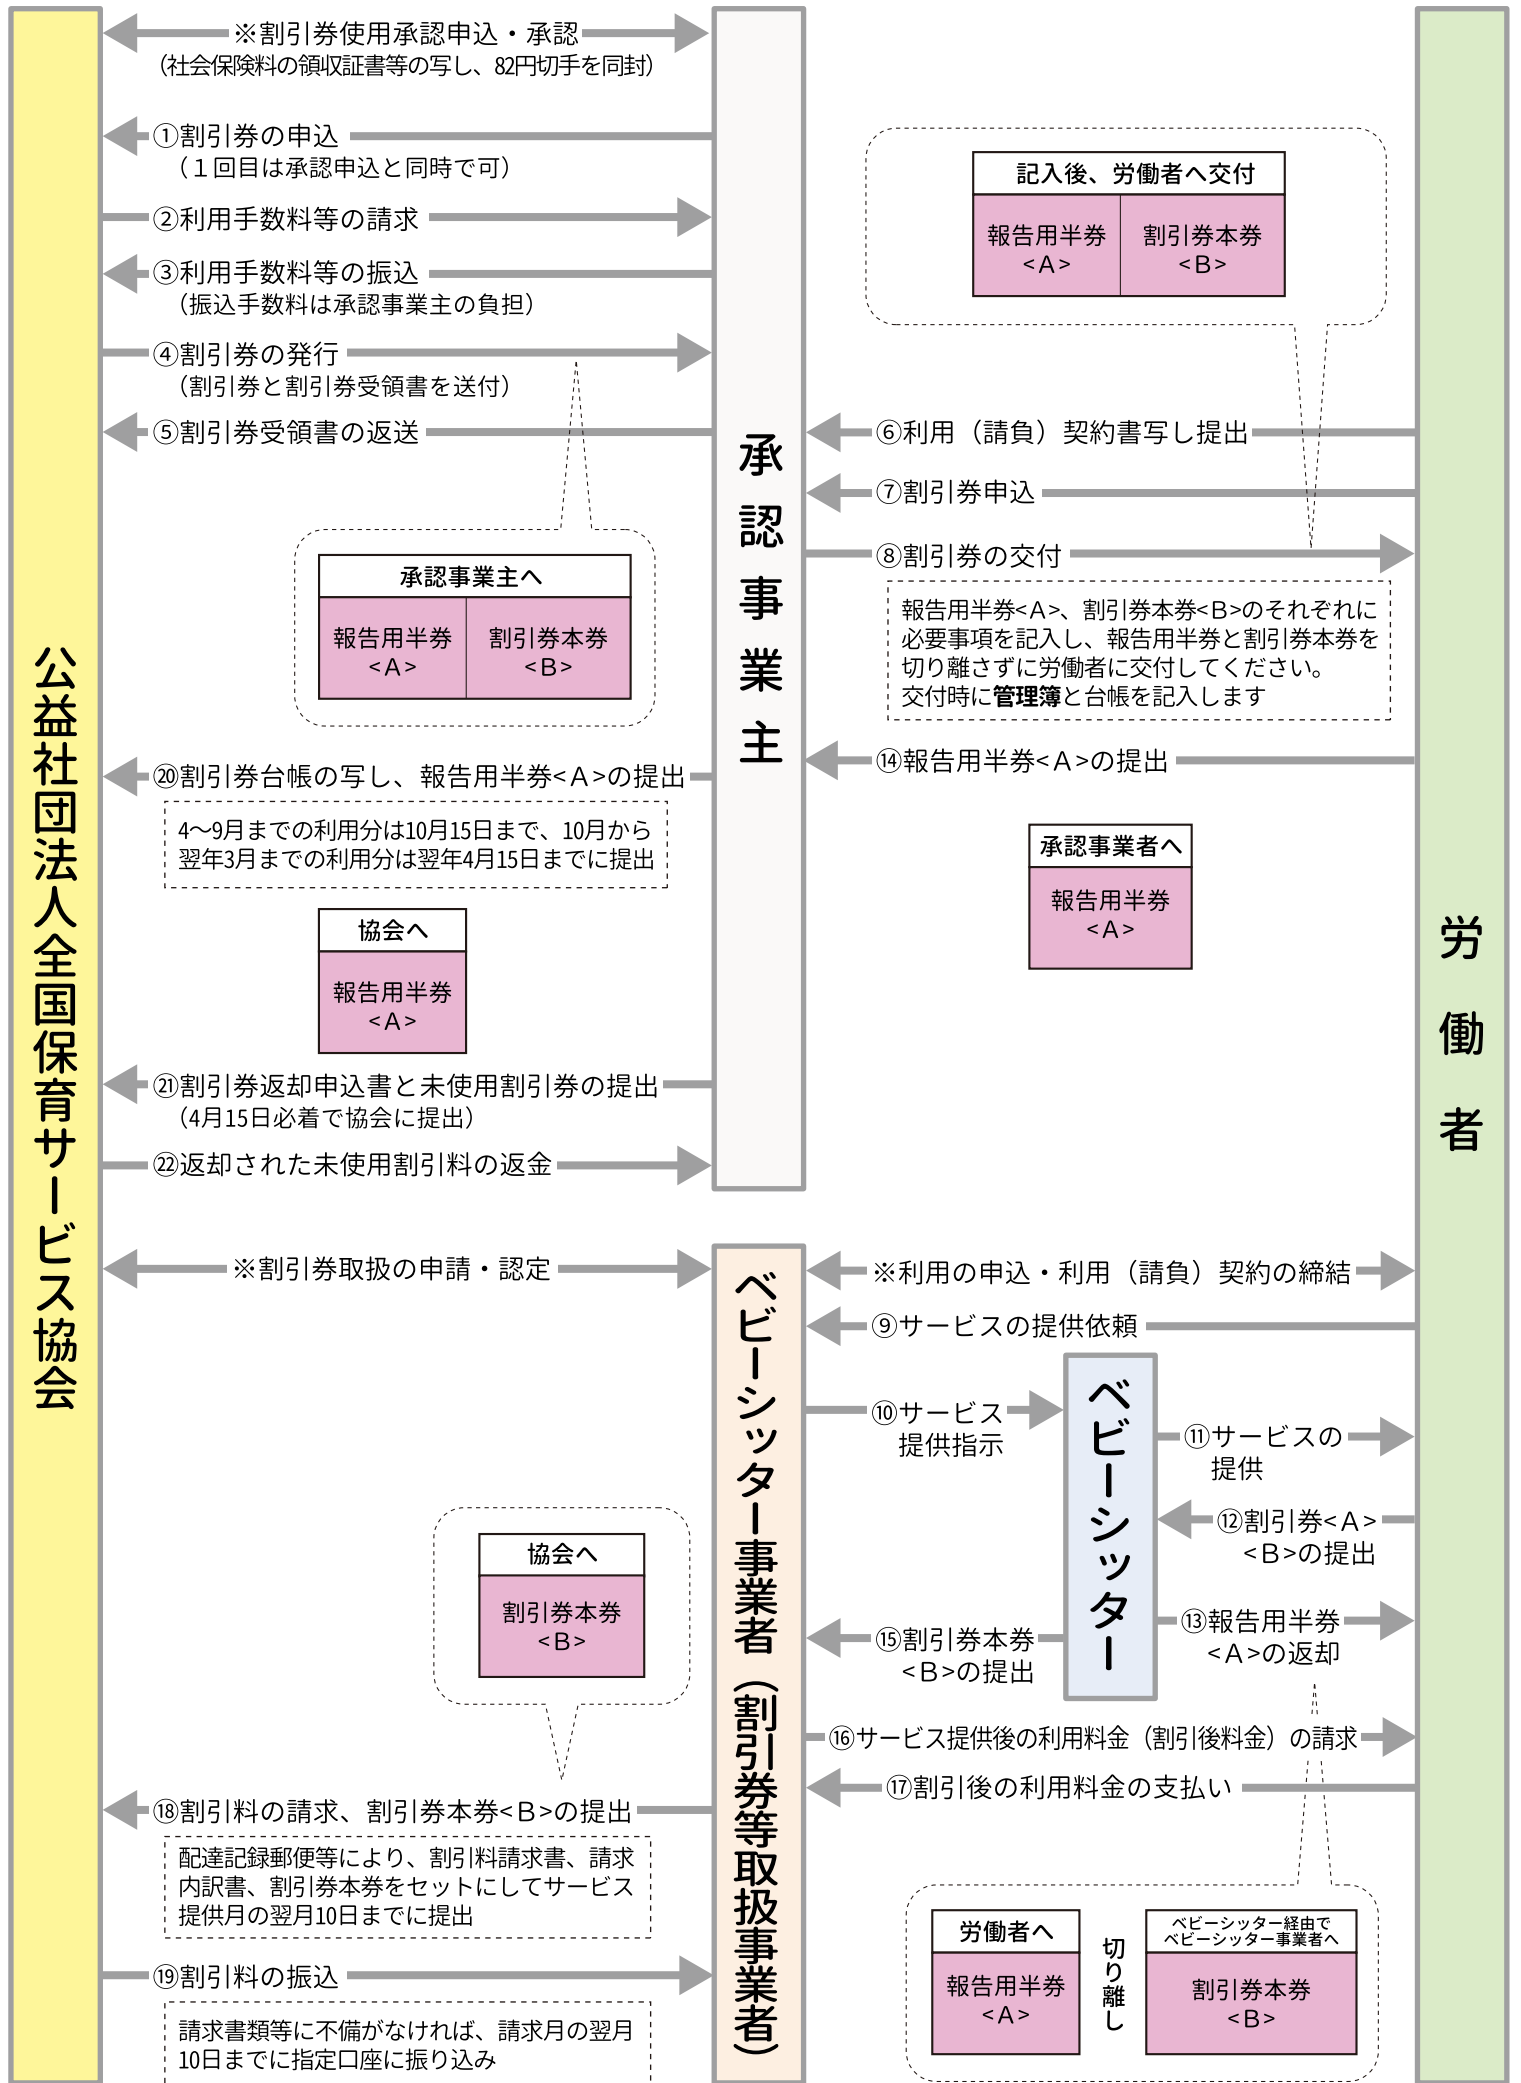 公益社団法人全国保育サービス協会
※割引券使用承認申込・承認
（社会保険料の領収証書等の写し、82円切手を同封）
①割引券の申込
（１回目は承認申込と同時で可）
②利用手数料等の請求
③利用手数料等の振込
（振込手数料は承認事業主の負担）
④割引券の発行
（割引券と割引券受領書を送付）
⑤割引券受領書の返送
承認事業主へ
報告用半券
<A>
割引券本券
<B>
⑳割引券台帳の写し、報告用半券<A>の提出
4〜9月までの利用分は10月15日まで、10月から
翌年3月までの利用分は翌年4月15日までに提出
協会へ
報告用半券
<A>
㉑割引券返却申込書と未使用割引券の提出
（4月15日必着で協会に提出）
㉒返却された未使用割引料の返金
承認事業主
記入後、労働者へ交付
報告用半券
<A>
割引券本券
<B>
⑥利用（請負）契約書写し提出
⑦割引券申込
⑧割引券の交付
報告用半券<A>、割引券本券<B>のそれぞれに
必要事項を記入し、報告用半券と割引券本券を
切り離さずに労働者に交付してください。
交付時に管理簿と台帳を記入します
⑭報告用半券<A>の提出
承認事業者へ
報告用半券
<A>
労働者
※割引券取扱の申請・認定
協会へ
割引券本券
<B>
⑱割引料の請求、割引券本券<B>の提出
配達記録郵便等により、割引料請求書、請求
内訳書、割引券本券をセットにしてサービス
提供月の翌月10日までに提出
⑲割引料の振込
請求書類等に不備がなければ、請求月の翌月
10日までに指定口座に振り込み
ベビーシッター事業者（割引券等取扱事業者）
※利用の申込・利用（請負）契約の締結
⑨サービスの提供依頼
⑩サービス
提供指示
ベビーシッター
⑪サービスの
提供
⑫割引券<A>
<B>の提出
⑬報告用半券
<A>の返却
⑮割引券本券
<B>の提出
⑯サービス提供後の利用料金（割引後料金）の請求
⑰割引後の利用料金の支払い
労働者へ
報告用半券
<A>
切り離し
ベビーシッター経由で
ベビーシッター事業者へ
割引券本券
<B>